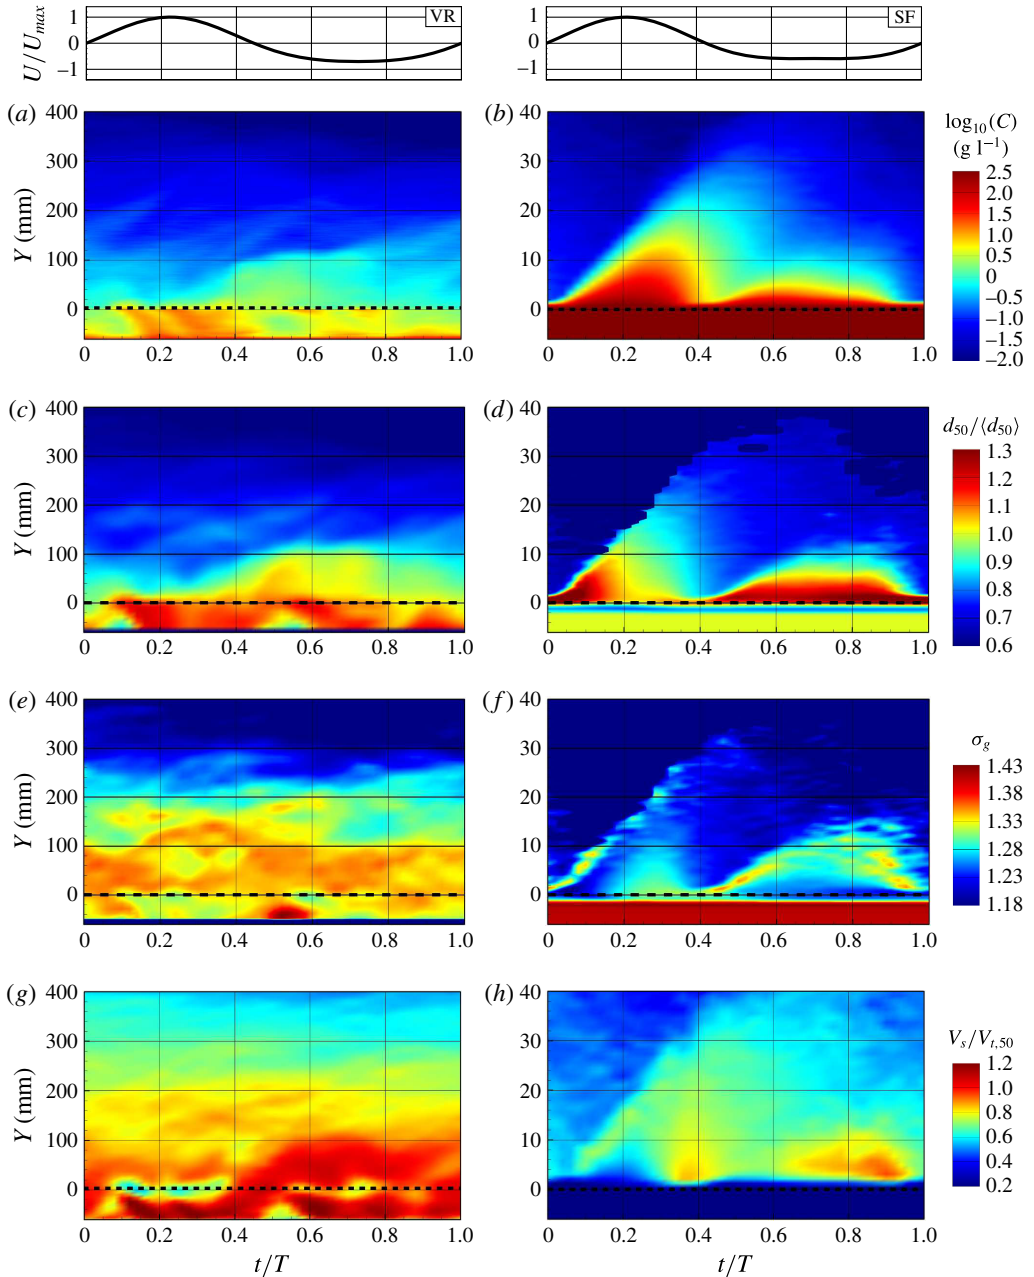 VR SF
U/U_max
1 1
0 0
−1 −1
(a) (b)
400 40
300 30
200 20
100 10
0 0
Y (mm)
0 0.2 0.4 0.6 0.8 1.0 0.2 0.4 0.6 0.8 1.0
log₁₀(C)
(g l⁻¹)
2.5
2.0
1.5
1.0
0.5
0
−0.5
−1.0
−1.5
−2.0
(c) (d)
400 40
300 30
200 20
100 10
0 0
Y (mm)
0 0.2 0.4 0.6 0.8 1.0 0 0.2 0.4 0.6 0.8 1.0
d₅₀/⟨d₅₀⟩
1.3
1.2
1.1
1.0
0.9
0.8
0.7
0.6
(e) (f)
400 40
300 30
200 20
100 10
0 0
Y (mm)
0 0.2 0.4 0.6 0.8 1.0 0 0.2 0.4 0.6 0.8 1.0
σ_g
1.43
1.38
1.33
1.28
1.23
1.18
(g) (h)
400 40
300 30
200 20
100 10
0 0
Y (mm)
0 0.2 0.4 0.6 0.8 1.0 0 0.2 0.4 0.6 0.8 1.0
t/T t/T
V_s/V_t,50
1.2
1.0
0.8
0.6
0.4
0.2